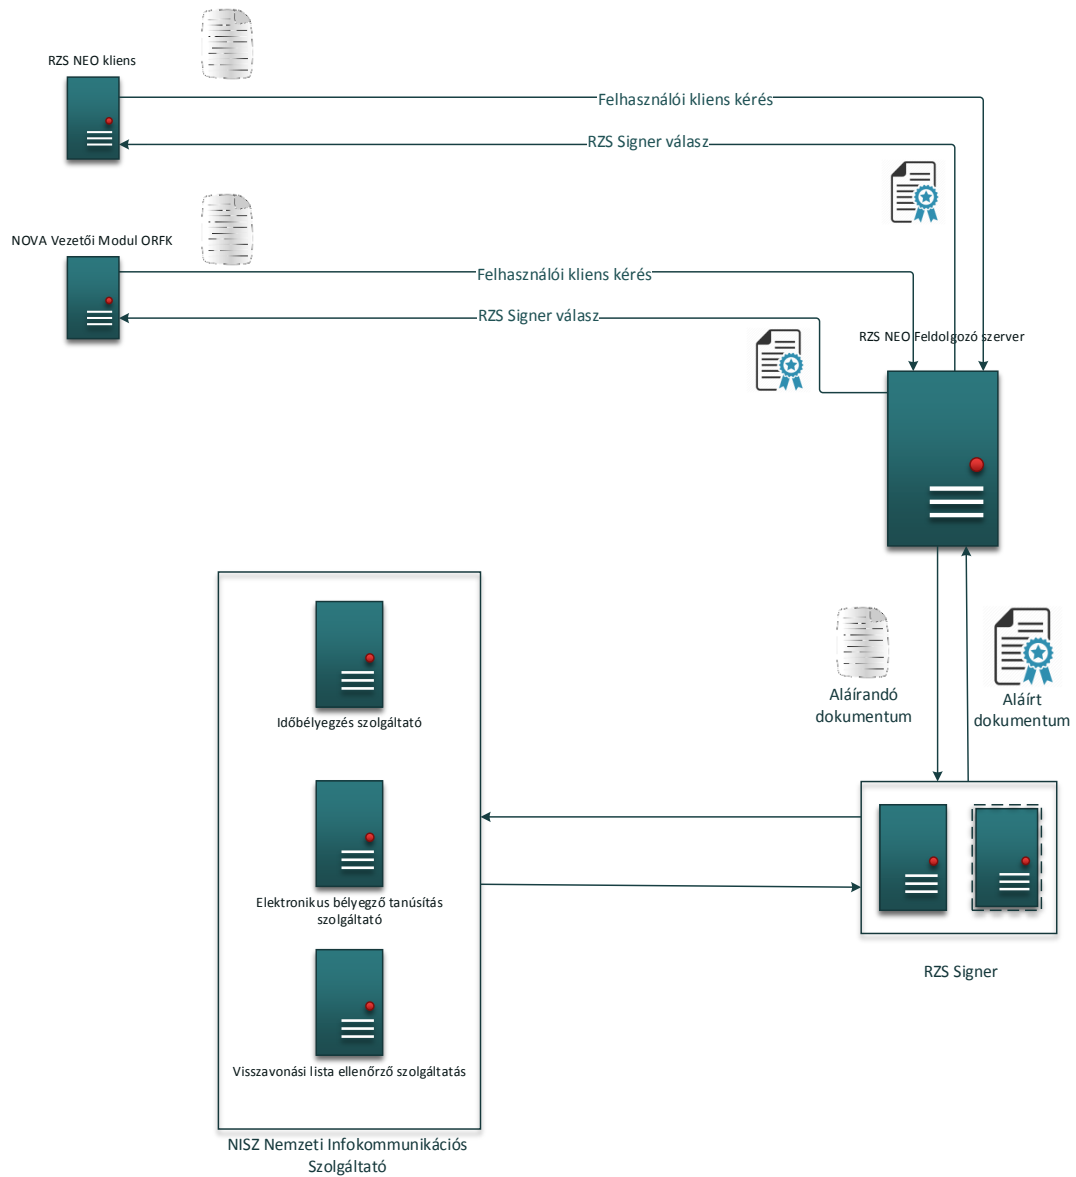 RZS NEO kliens
Felhasználói kliens kérés
RZS Signer válasz
NOVA Vezetői Modul ORFK
Felhasználói kliens kérés
RZS Signer válasz
RZS NEO Feldolgozó szerver
Aláírandó
dokumentum
Aláírt
dokumentum
Időbélyegzés szolgáltató
Elektronikus bélyegző tanúsítás
szolgáltató
RZS Signer
Visszavonási lista ellenőrző szolgáltatás
NISZ Nemzeti Infokommunikációs
Szolgáltató